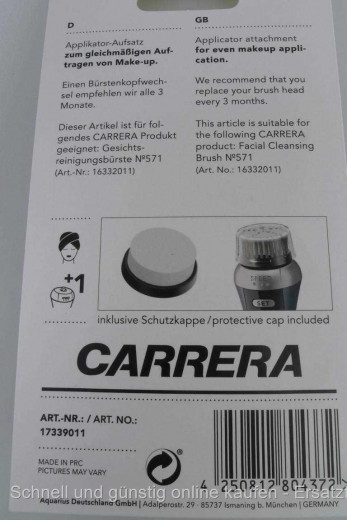 D
Applikator-Aufsatz
zum gleichmäßigen Auf-
tragen von Make-up.
Einen Bürstenkopfwech-
sel empfehlen wir alle 3
Monate.
Dieser Artikel ist für fol-
gendes CARRERA Produkt
geeignet: Gesichts-
reinigungsbürste Nº571
(Art.-Nr.: 16332011)
GB
Applicator attachment
for even makeup appli-
cation.
We recommend that you
replace your brush head
every 3 months.
This article is suitable for
the following CARRERA
product: Facial Cleansing
Brush Nº571
(Art. No.: 16332011)
+1
inklusive Schutzkappe/protective cap included
CARRERA
ART.-NR.: / ART. NO.:
17339011
MADE IN PRC
PICTURES MAY VARY
4 250812 804372 >
Aquarius Deutschland GmbH | Adalperostr. 29 - 85737 Ismaning b. München | GERMANY
Schnell und günstig online kaufen - Ersatzt